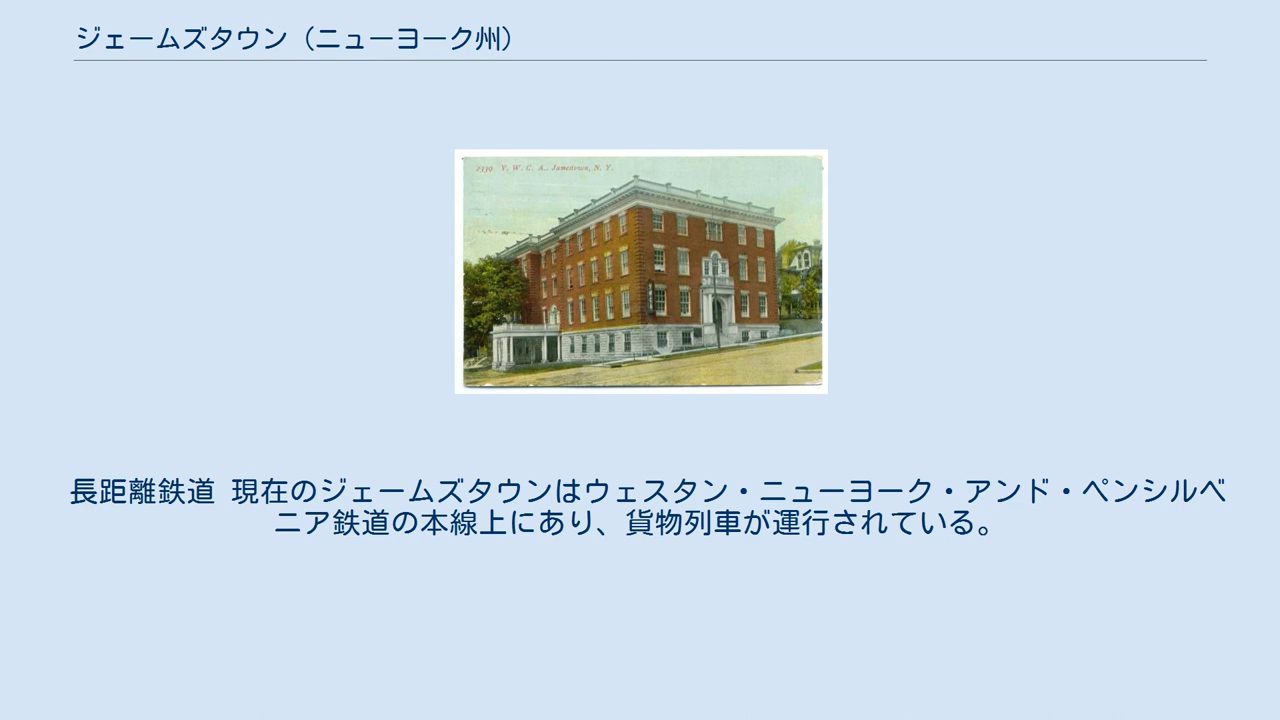 ジェームズタウン（ニューヨーク州）
2339 Y. W. C. A., Jamestown, N. Y.
長距離鉄道 現在のジェームズタウンはウェスタン・ニューヨーク・アンド・ペンシルベ
ニア鉄道の本線上にあり、貨物列車が運行されている。